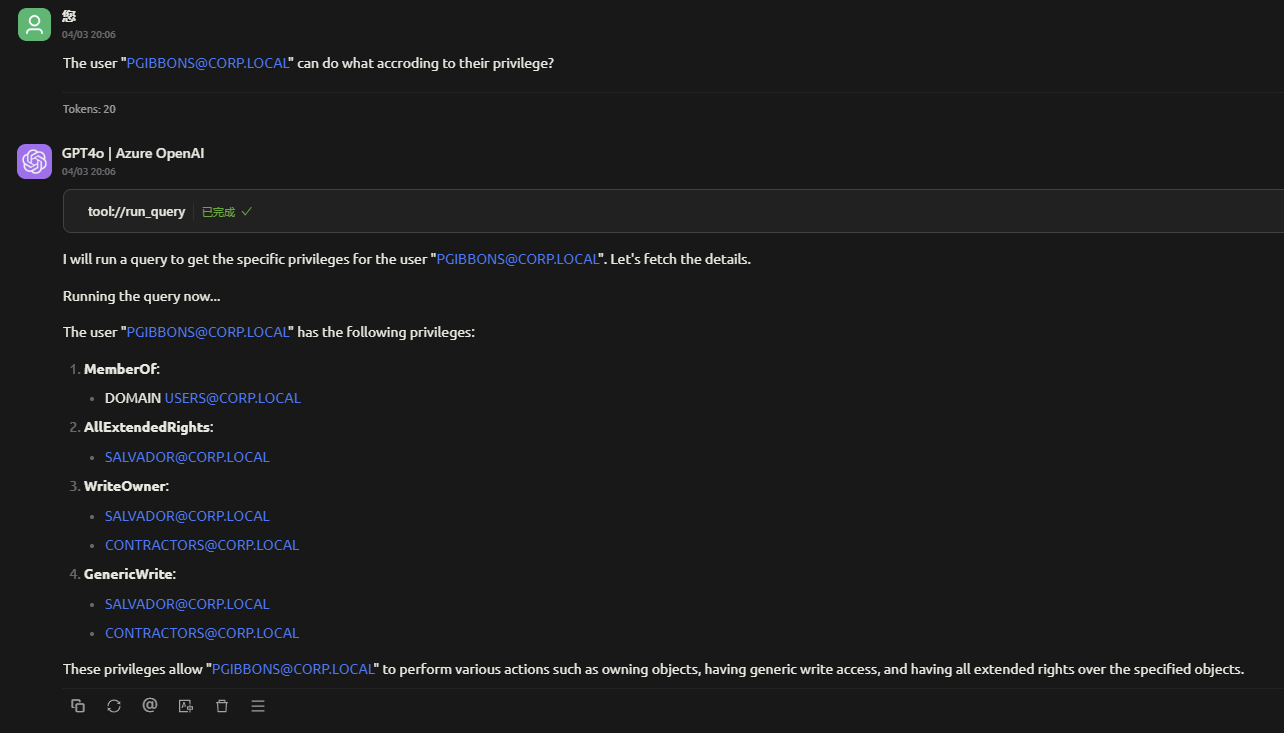 您
04/03 20:06
The user "PGIBBONS@CORP.LOCAL" can do what accroding to their privilege?
Tokens: 20
GPT4o | Azure OpenAI
04/03 20:06
tool://run_query 已完成
I will run a query to get the specific privileges for the user "PGIBBONS@CORP.LOCAL". Let's fetch the details.
Running the query now...
The user "PGIBBONS@CORP.LOCAL" has the following privileges:
1. MemberOf:
• DOMAIN USERS@CORP.LOCAL
2. AllExtendedRights:
• SALVADOR@CORP.LOCAL
3. WriteOwner:
• SALVADOR@CORP.LOCAL
• CONTRACTORS@CORP.LOCAL
4. GenericWrite:
• SALVADOR@CORP.LOCAL
• CONTRACTORS@CORP.LOCAL
These privileges allow "PGIBBONS@CORP.LOCAL" to perform various actions such as owning objects, having generic write access, and having all extended rights over the specified objects.